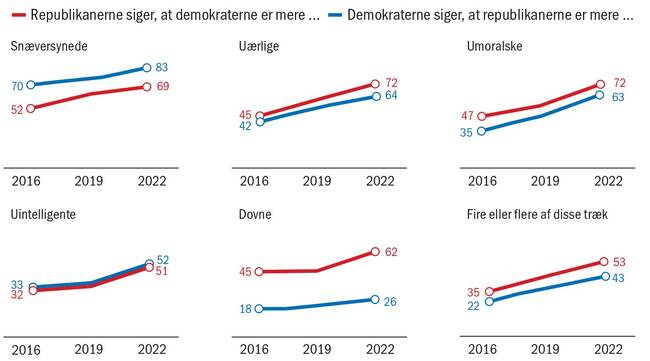 Republikanerne siger, at demokraterne er mere ... Demokraterne siger, at republikanerne er mere ...
Snæversynede
70
83
52
69
2016 2019 2022
Uærlige
45
72
42
64
2016 2019 2022
Umoralske
47
72
35
63
2016 2019 2022
Uintelligente
33
52
32
51
2016 2019 2022
Dovne
45
62
18
26
2016 2019 2022
Fire eller flere af disse træk
35
53
22
43
2016 2019 2022